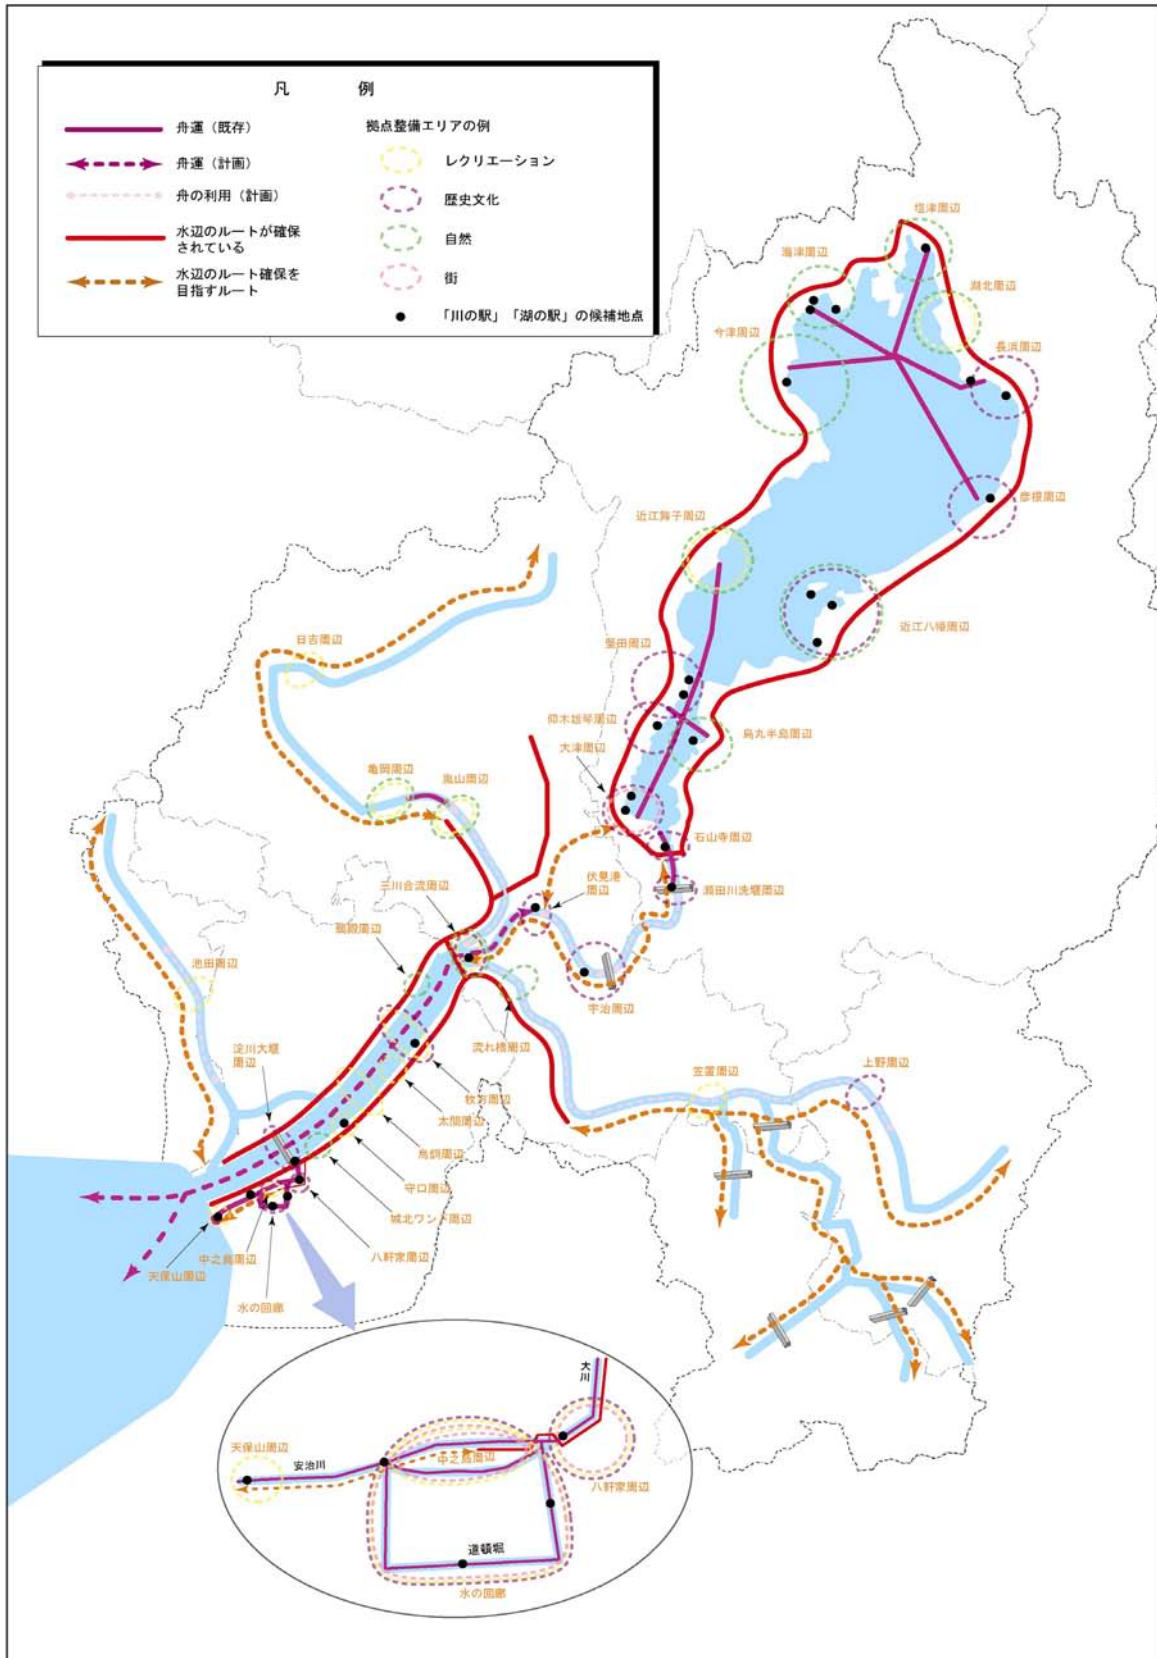 凡　例
舟運（既存）
舟運（計画）
舟の利用（計画）
水辺のルートが確保
されている
水辺のルート確保を
目指すルート
拠点整備エリアの例
レクリエーション
歴史文化
自然
街
「川の駅」「湖の駅」の候補地点
塩津周辺
海津周辺
湖北周辺
今津周辺
長浜周辺
彦根周辺
近江舞子周辺
近江八幡周辺
堅田周辺
日吉周辺
仰木雄琴周辺
烏丸半島周辺
大津周辺
亀岡周辺
嵐山周辺
石山寺周辺
伏見港
周辺
瀬田川洗堰周辺
三川合流周辺
鵜殿周辺
池田周辺
宇治周辺
淀川大堰
周辺
流れ橋周辺
笠置周辺
上野周辺
枚方周辺
太間周辺
鳥飼周辺
守口周辺
城北ワンド周辺
八軒家周辺
中之島周辺
天保山周辺
水の回廊
大川
天保山周辺
安治川
中之島周辺
八軒家周辺
道頓堀
水の回廊